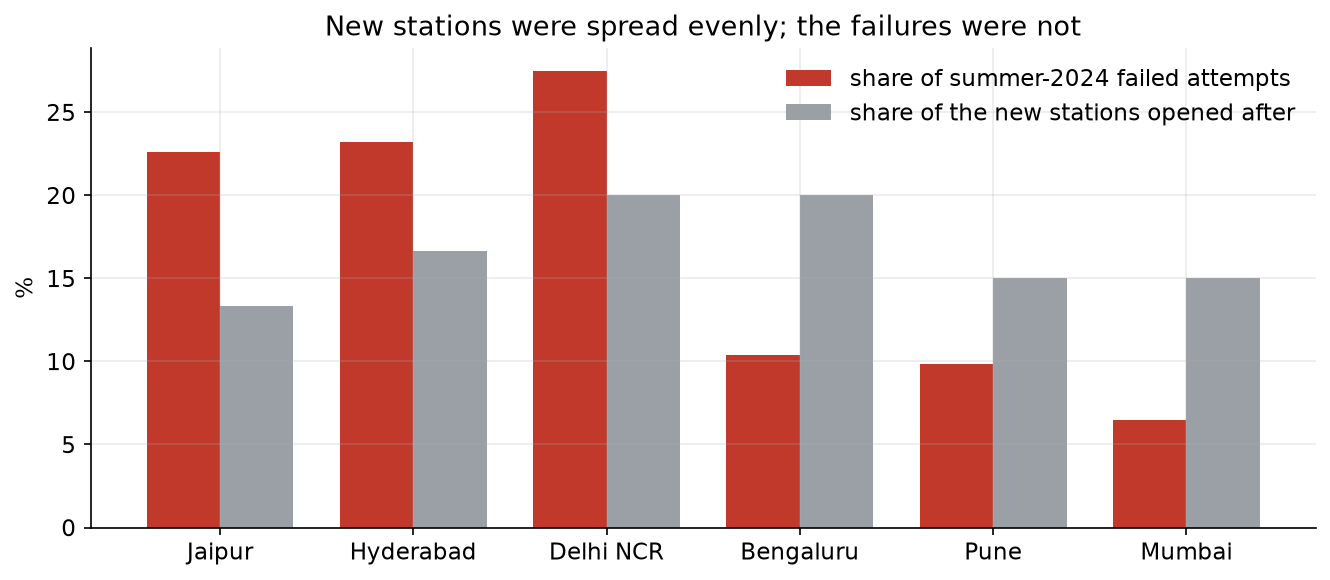 New stations were spread evenly; the failures were not
share of summer-2024 failed attempts
share of the new stations opened after
%
25
20
15
10
5
0
Jaipur Hyderabad Delhi NCR Bengaluru Pune Mumbai